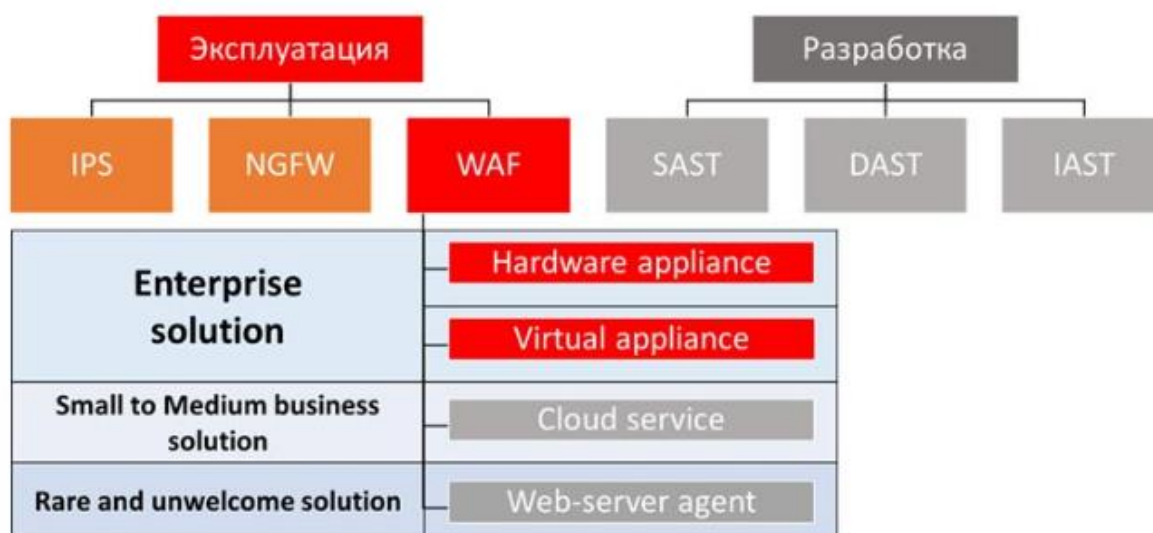 Эксплуатация
Разработка
IPS
NGFW
WAF
SAST
DAST
IAST
Enterprise
solution
Hardware appliance
Virtual appliance
Small to Medium business
solution
Cloud service
Rare and unwelcome solution
Web-server agent